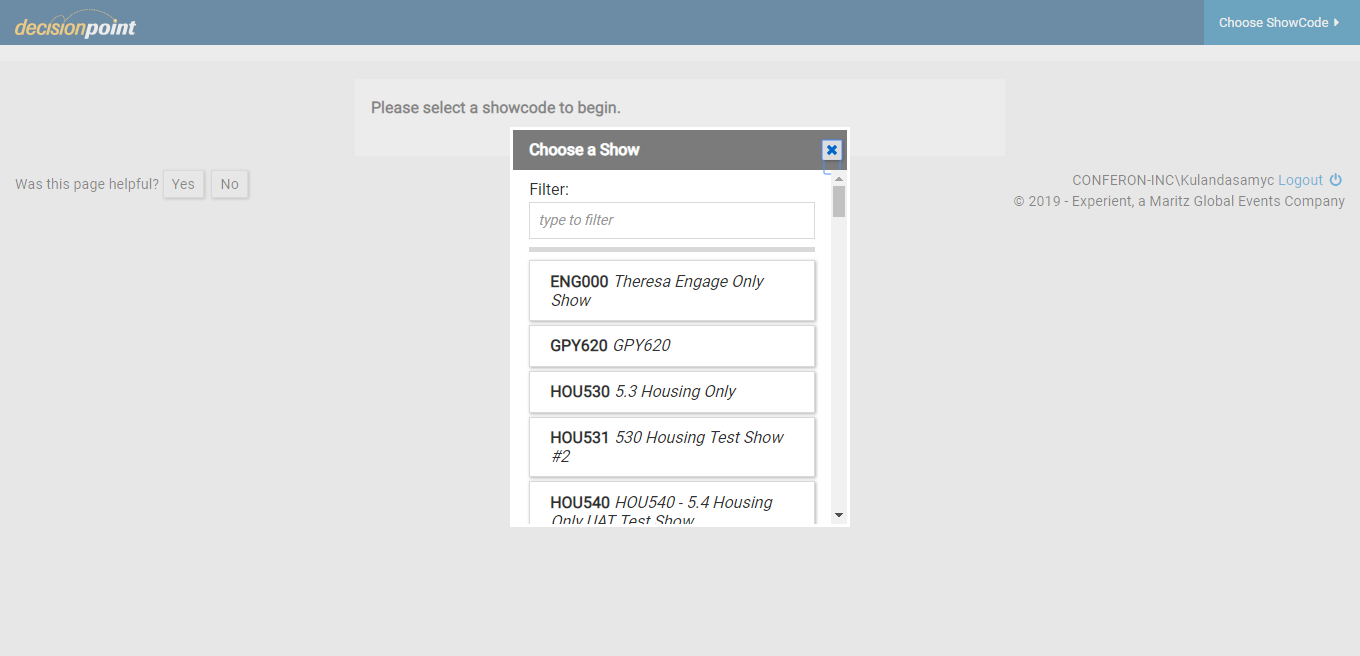 decisionpoint
Choose ShowCode
Please select a showcode to begin.
Choose a Show
Filter:
type to filter
ENG000 Theresa Engage Only
Show
GPY620 GPY620
HOU530 5.3 Housing Only
HOU531 530 Housing Test Show
#2
HOU540 HOU540 - 5.4 Housing
Only UAT Test Show
Was this page helpful? Yes No
CONFERON-INC\Kulandasamyc Logout
© 2019 - Experient, a Maritz Global Events Company